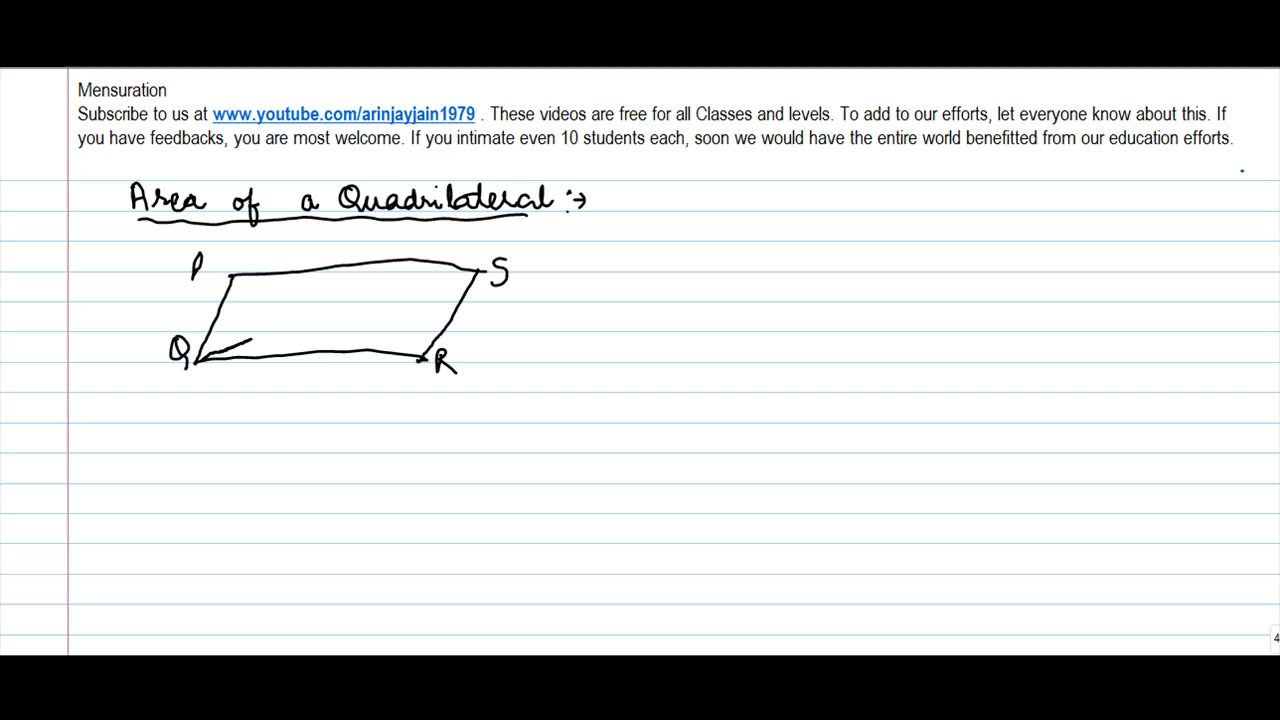 Mensuration
Subscribe to us at www.youtube.com/arinjayjain1979 . These videos are free for all Classes and levels. To add to our efforts, let everyone know about this. If
you have feedbacks, you are most welcome. If you intimate even 10 students each, soon we would have the entire world benefitted from our education efforts.
Area of a Quadrilateral :→
P S
Q R
4